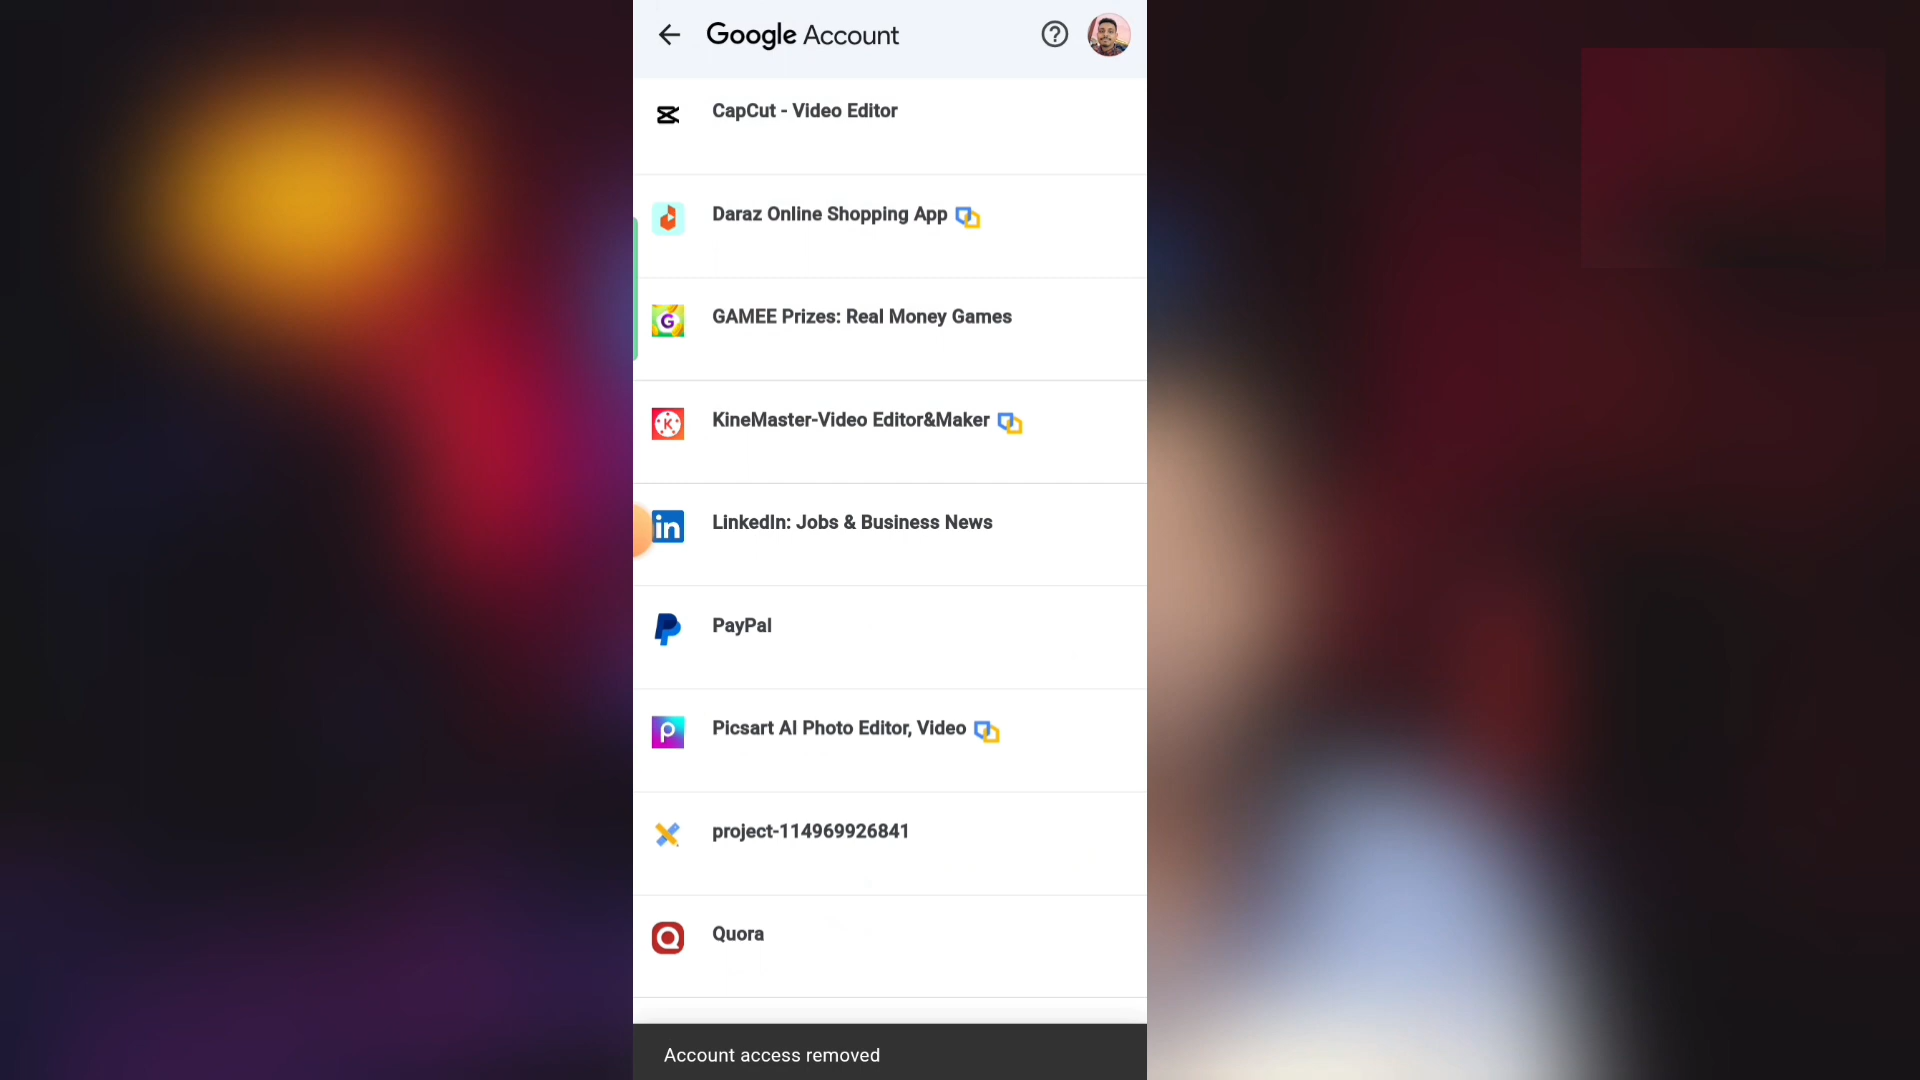 Google Account
CapCut - Video Editor
Daraz Online Shopping App
GAMEE Prizes: Real Money Games
KineMaster-Video Editor&Maker
LinkedIn: Jobs & Business News
PayPal
Picsart AI Photo Editor, Video
project-114969926841
Quora
Account access removed